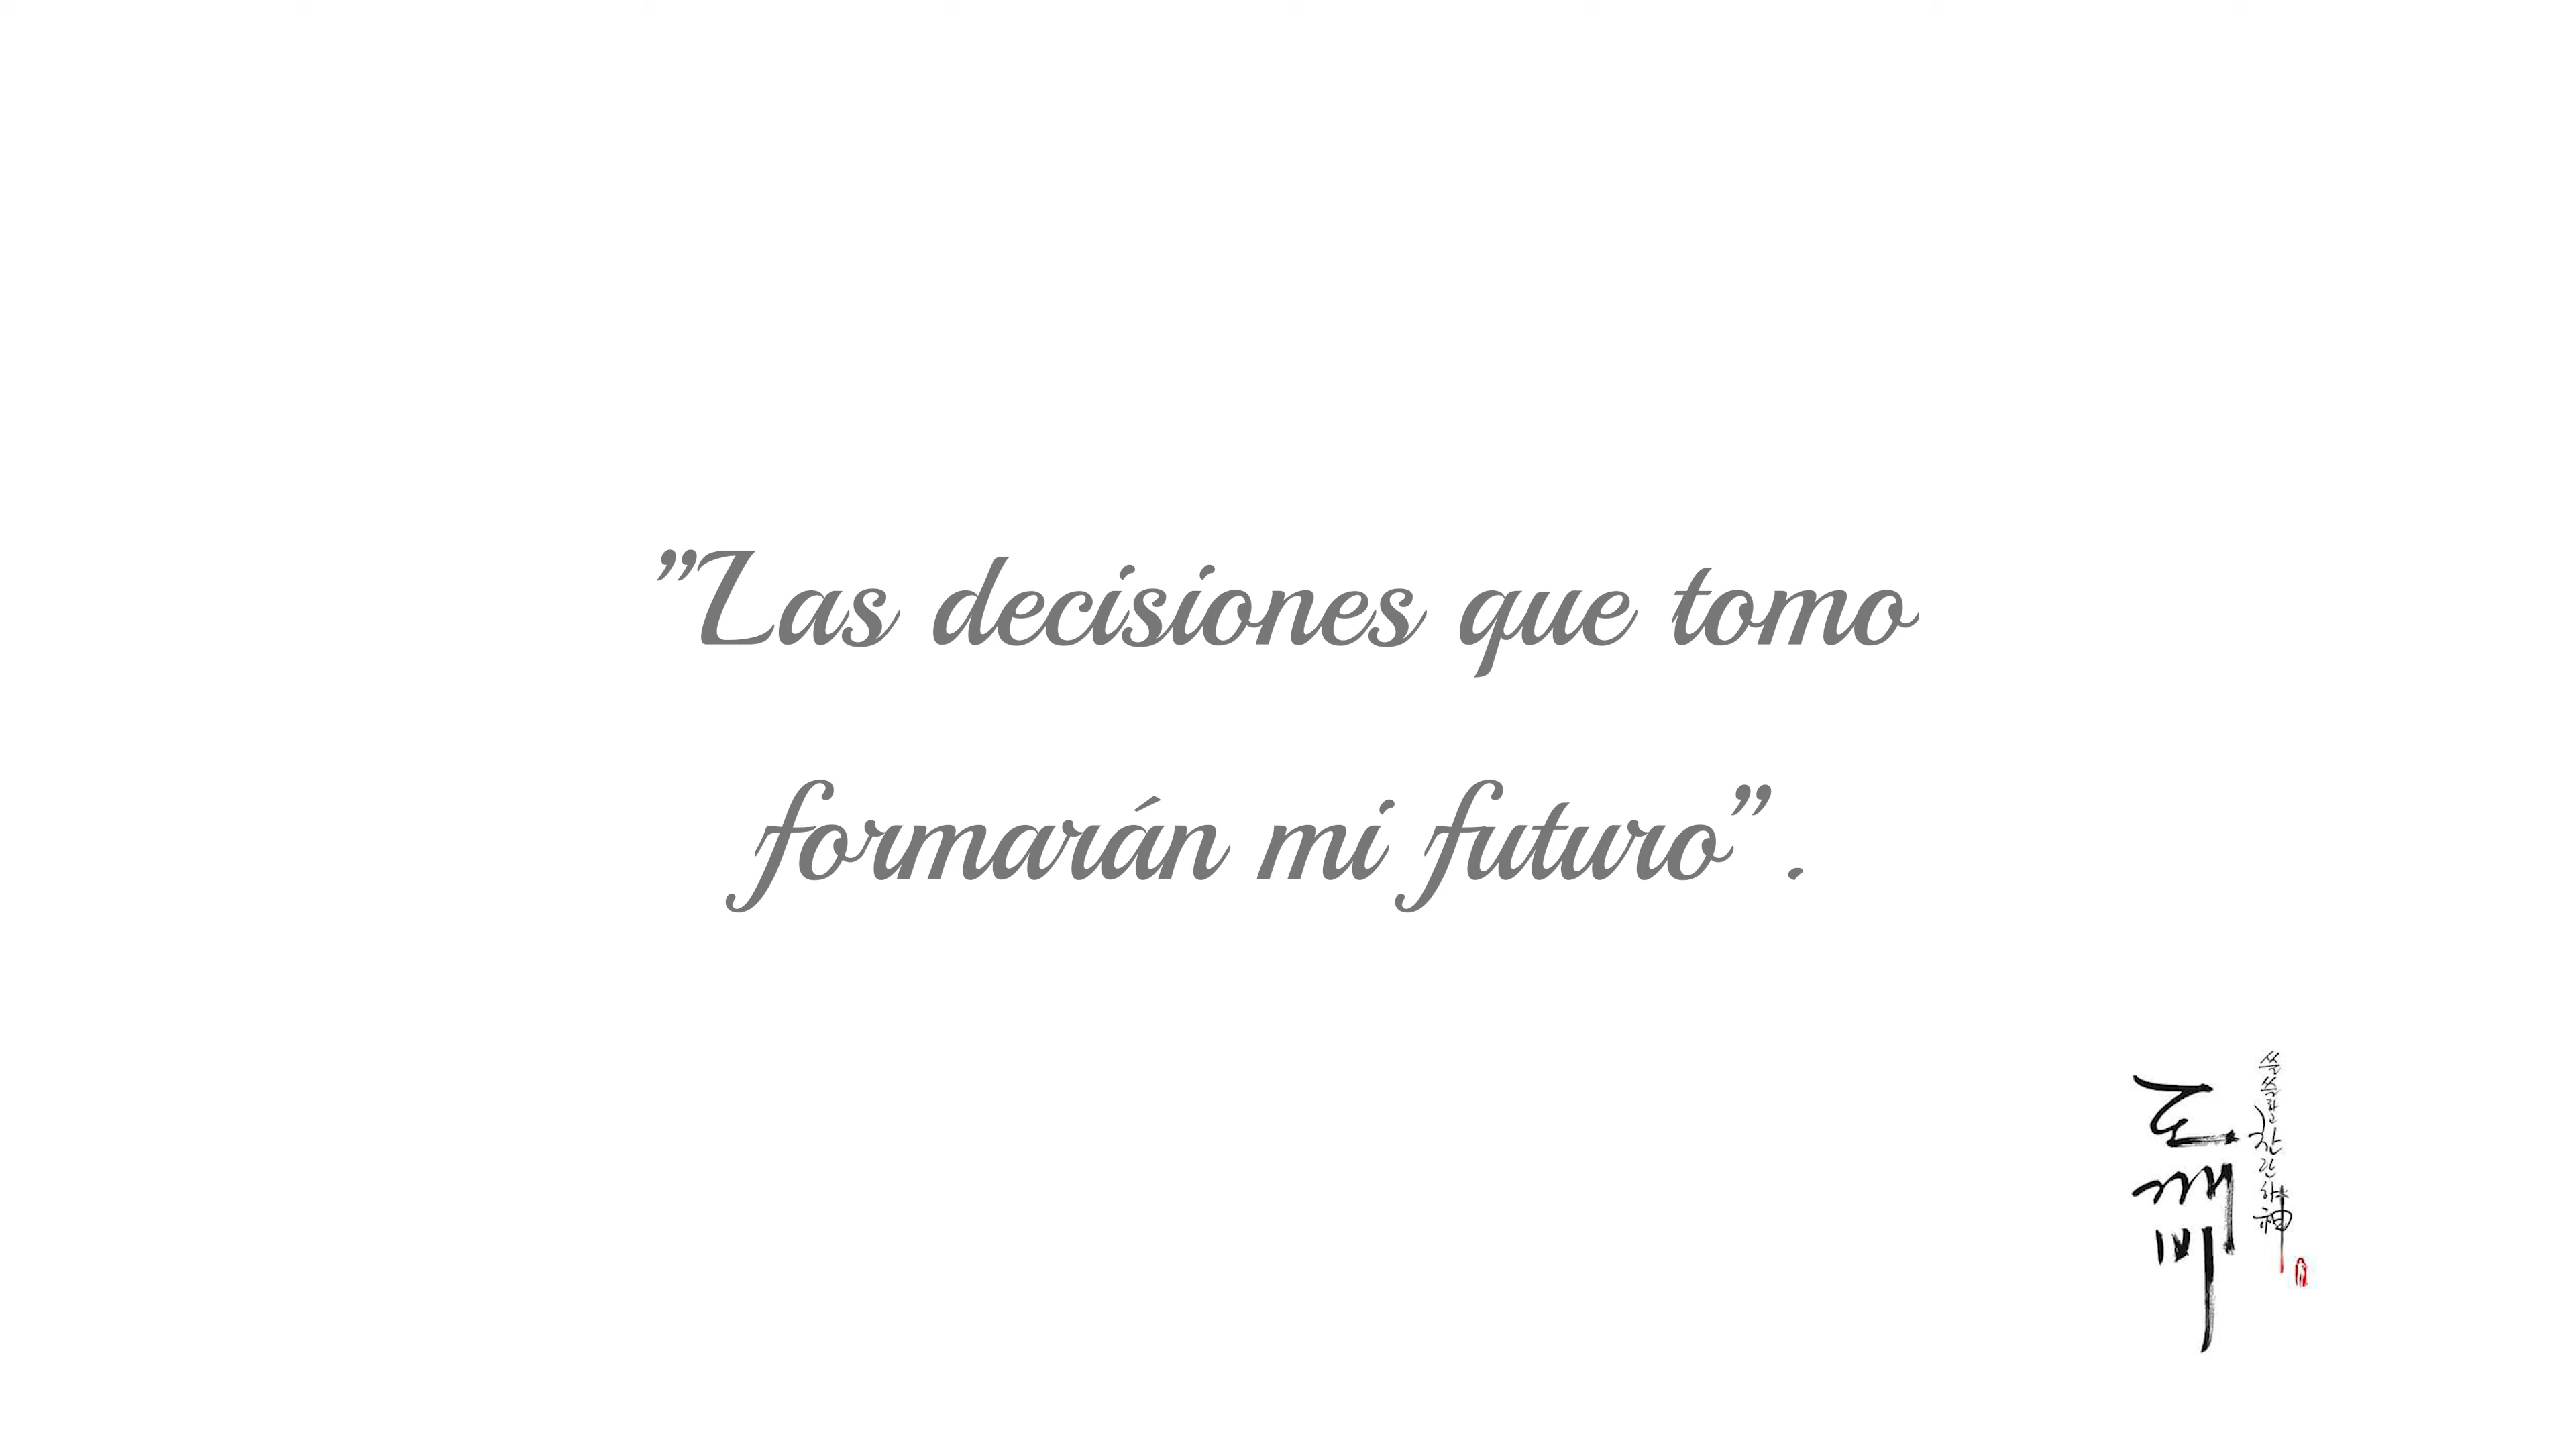 ”Las decisiones que tomo
formarán mi futuro” .
도깨비
쓸쓸하고 찬란하神